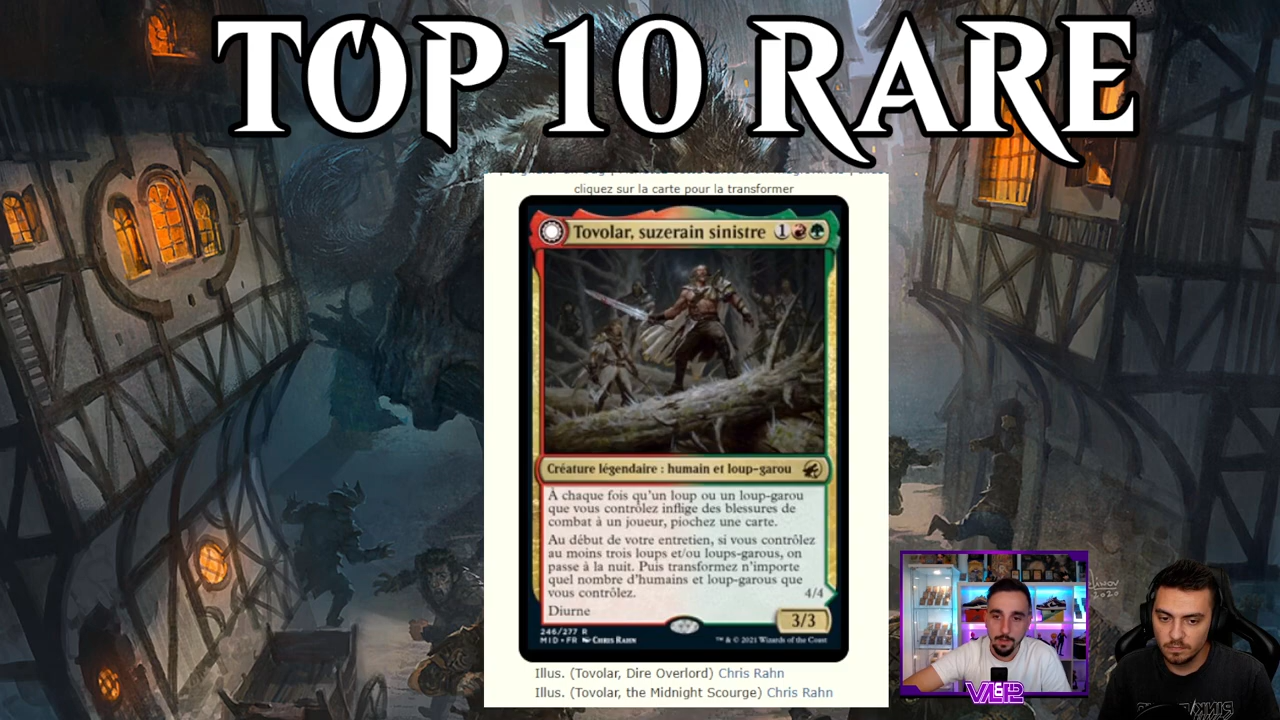 TOP 10 RARE
cliquez sur la carte pour la transformer
Tovolar, suzerain sinistre 1
Créature légendaire : humain et loup-garou
À chaque fois qu'un loup ou un loup-garou
que vous contrôlez inflige des blessures de
combat à un joueur, piochez une carte.
Au début de votre entretien, si vous contrôlez
au moins trois loups et/ou loups-garous, on
passe à la nuit. Puis transformez n'importe
quel nombre d'humains et loup-garous que
vous contrôlez.
4/4
Diurne
3/3
246/277 R
MID • FR Chris Rahn
™ & © 2021 Wizards of the Coast
Illus. (Tovolar, Dire Overlord) Chris Rahn
Illus. (Tovolar, the Midnight Scourge) Chris Rahn
2020